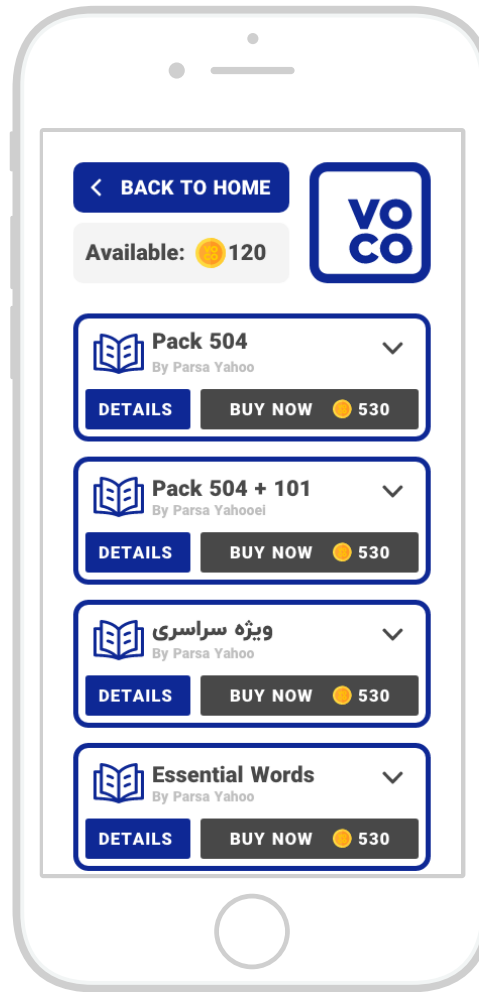 BACK TO HOME
Available: 120
VO
CO
Pack 504
By Parsa Yahoo
DETAILS
BUY NOW 530
Pack 504 + 101
By Parsa Yahooei
DETAILS
BUY NOW 530
ویژه سراسری
By Parsa Yahoo
DETAILS
BUY NOW 530
Essential Words
By Parsa Yahoo
DETAILS
BUY NOW 530